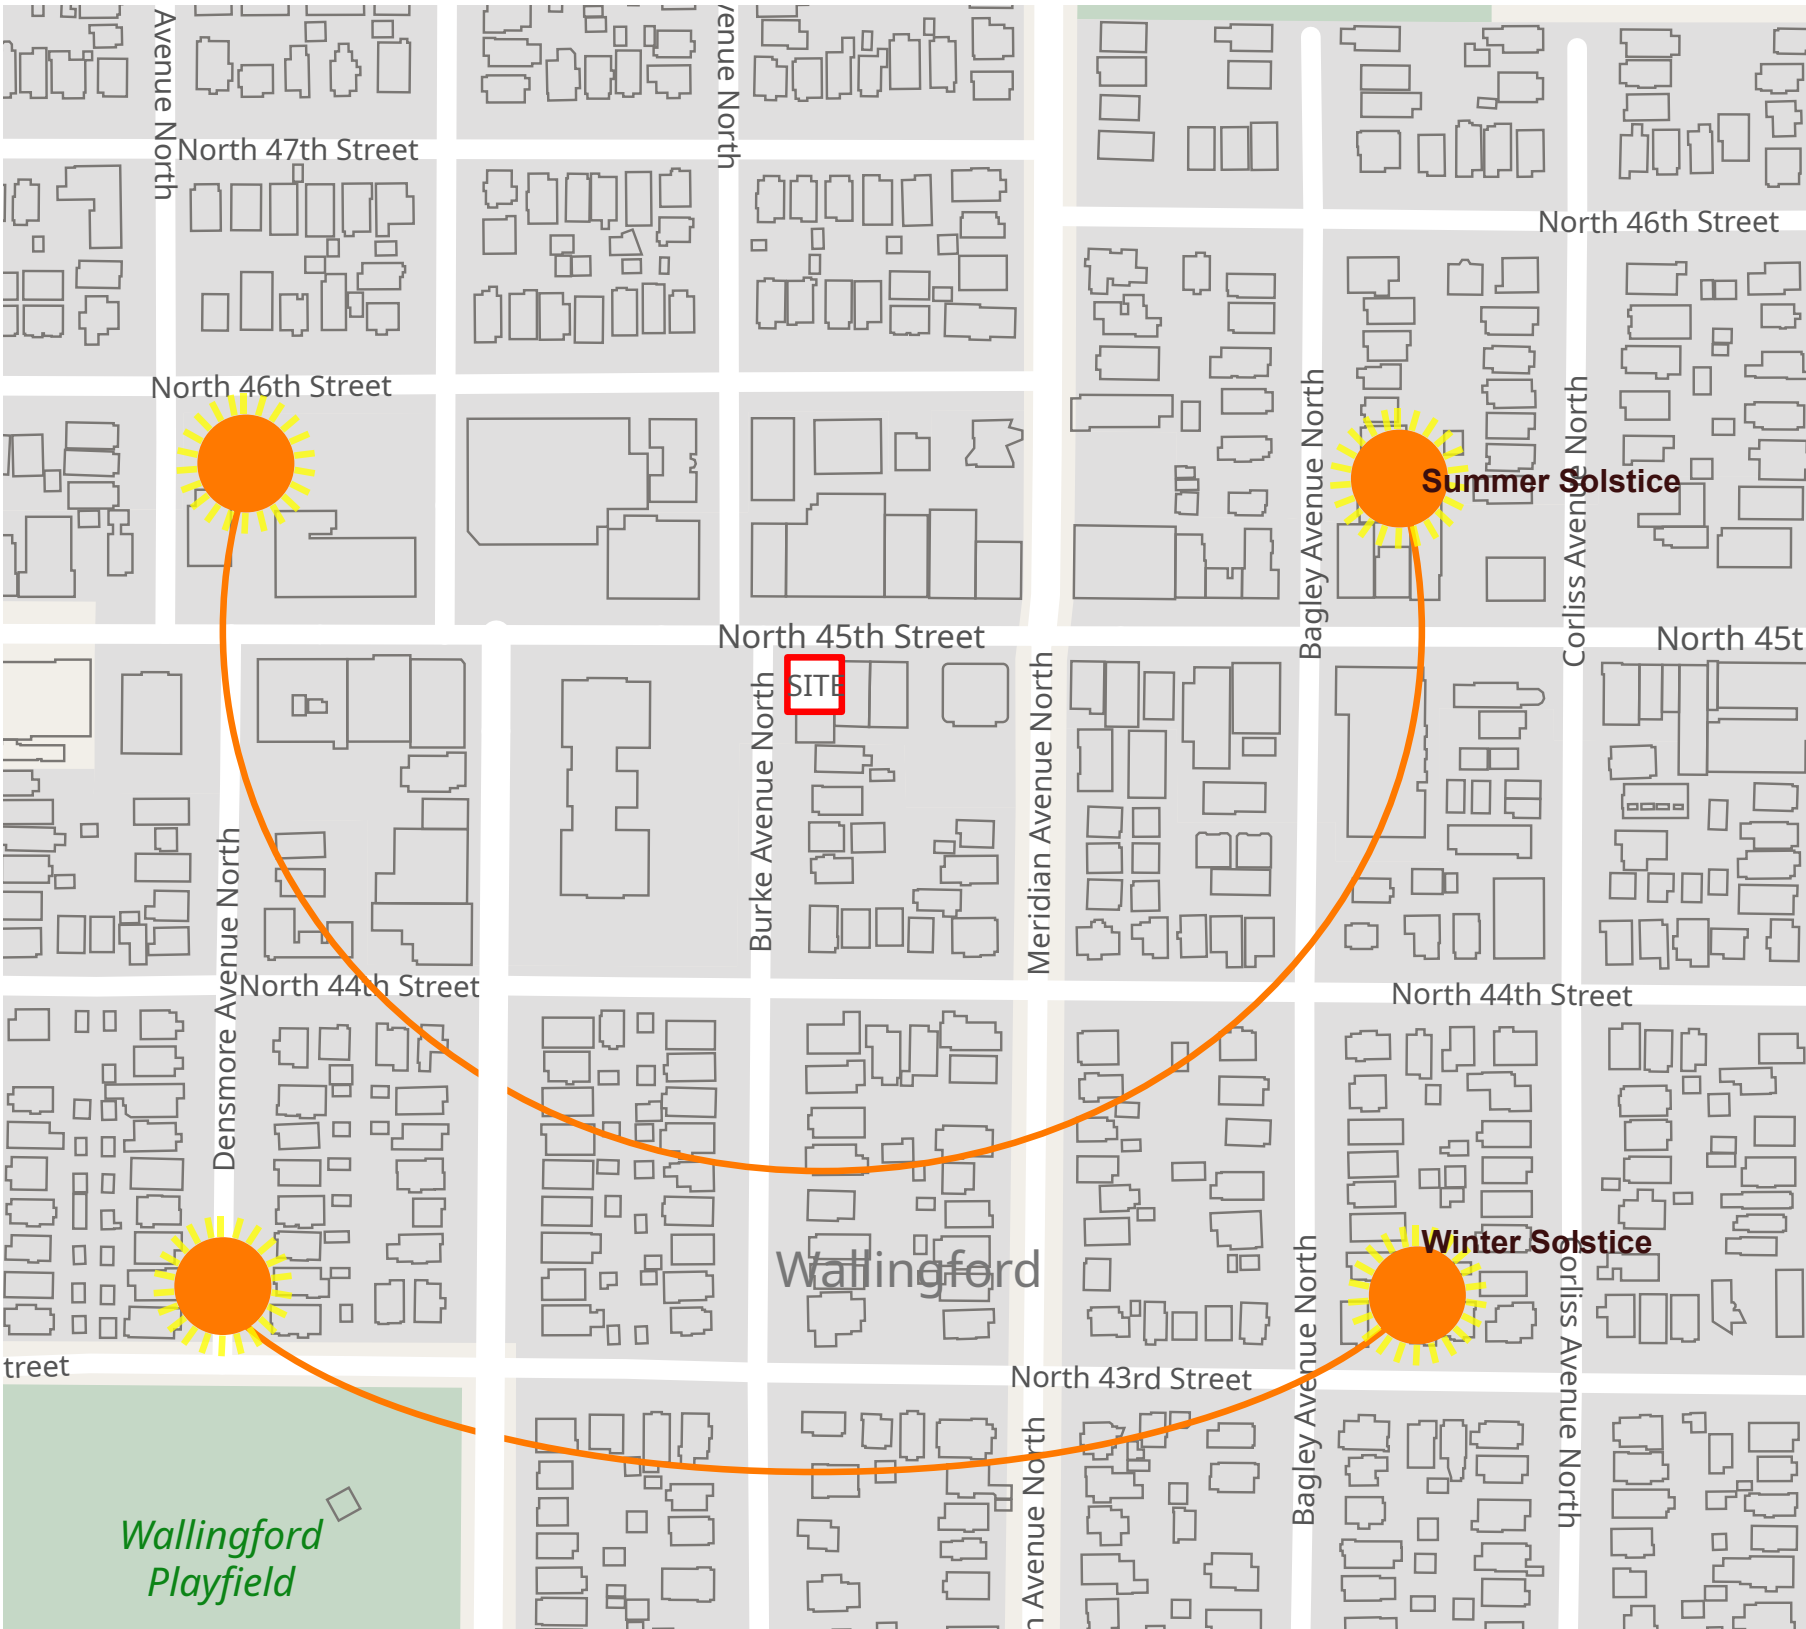 Avenue North
venue North
North 47th Street
North 46th Street
North 46th Street
Bagley Avenue North
Corliss Avenue North
Summer Solstice
North 45th Street
North 45t
SITE
Burke Avenue North
Meridian Avenue North
Densmore Avenue North
North 44th Street
North 44th Street
Wallingford
Winter Solstice
Bagley Avenue North
Corliss Avenue North
treet
North 43rd Street
n Avenue North
Wallingford
Playfield